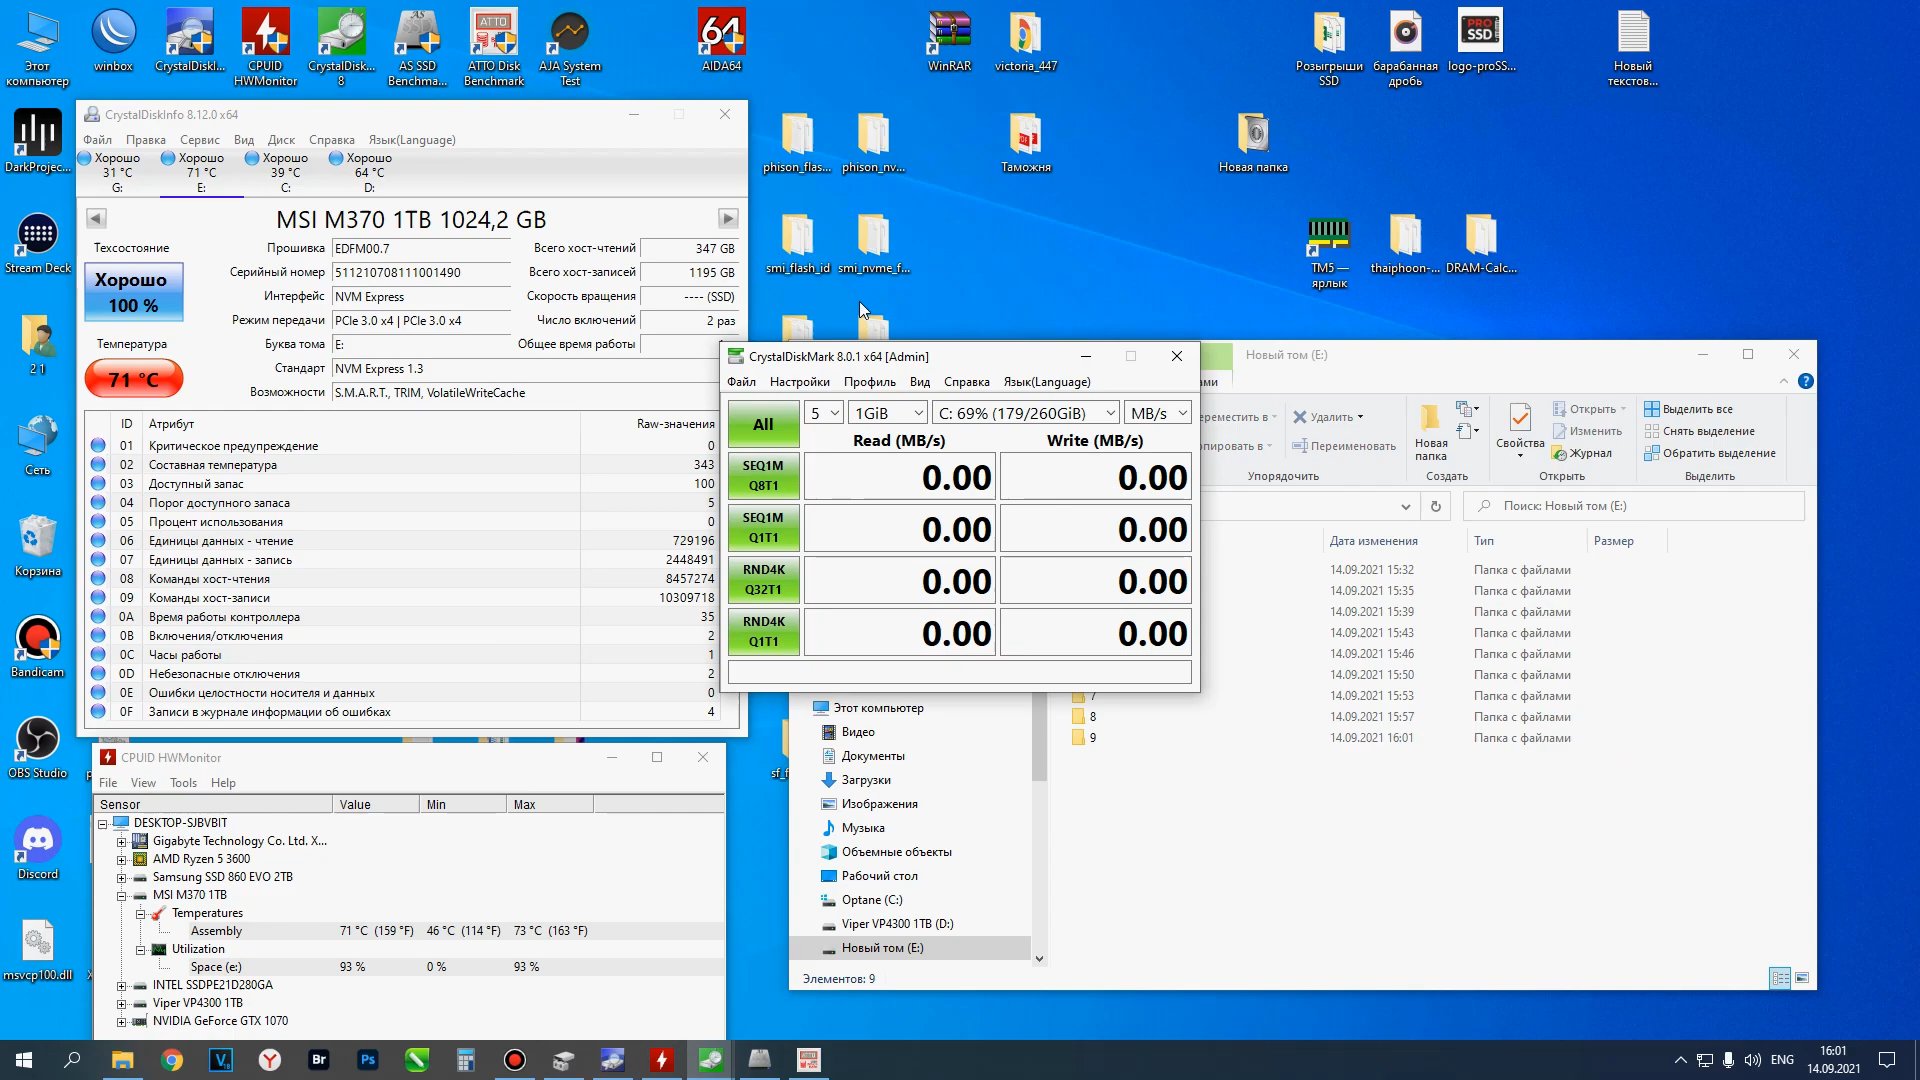 Этот компьютер
winbox
CrystalDiskI...
CPUID HWMonitor
CrystalDisk... 8
AS SSD Benchma...
ATTO Disk Benchmark
AJA System Test
64
AIDA64
WinRAR
victoria_447
Розыгрыши SSD
барабанная дробь
PRO SSD
logo-proSS...
Новый текстов...
DarkProjec...
Stream Deck
2 1
Сеть
Корзина
Bandicam
OBS Studio
Discord
msvcp100.dll
phison_flas...
phison_nv...
Таможня
Новая папка
smi_flash_id
smi_nvme_f...
TM5 — ярлык
thaiphoon-...
DRAM-Calc...
CrystalDiskInfo 8.12.0 x64
Файл Правка Сервис Вид Диск Справка Язык(Language)
Хорошо Хорошо Хорошо Хорошо
31 °C 71 °C 39 °C 64 °C
G: E: C: D:
MSI M370 1TB 1024,2 GB
Техсостояние
Хорошо
100 %
Температура
71 °C
Прошивка EDFM00.7
Серийный номер 511210708111001490
Интерфейс NVM Express
Режим передачи PCIe 3.0 x4 | PCIe 3.0 x4
Буква тома E:
Стандарт NVM Express 1.3
Возможности S.M.A.R.T., TRIM, VolatileWriteCache
Всего хост-чтений 347 GB
Всего хост-записей 1195 GB
Скорость вращения ---- (SSD)
Число включений 2 раз
Общее время работы
ID Атрибут Raw-значения
01 Критическое предупреждение 0
02 Составная температура 343
03 Доступный запас 100
04 Порог доступного запаса 5
05 Процент использования 0
06 Единицы данных - чтение 729196
07 Единицы данных - запись 2448491
08 Команды хост-чтения 8457274
09 Команды хост-записи 10309718
0A Время работы контроллера 35
0B Включения/отключения 2
0C Часы работы 1
0D Небезопасные отключения 2
0E Ошибки целостности носителя и данных 0
0F Записи в журнале информации об ошибках 4
CrystalDiskMark 8.0.1 x64 [Admin]
Файл Настройки Профиль Вид Справка Язык(Language)
All 5 1GiB C: 69% (179/260GiB) MB/s
Read (MB/s) Write (MB/s)
SEQ1M Q8T1 0.00 0.00
SEQ1M Q1T1 0.00 0.00
RND4K Q32T1 0.00 0.00
RND4K Q1T1 0.00 0.00
Новый том (E:)
ами
ереместить в
опировать в
Удалить
Переименовать
Упорядочить
Новая папка
Создать
Свойства
Открыть
Изменить
Журнал
Открыть
Выделить все
Снять выделение
Обратить выделение
Выделить
Поиск: Новый том (E:)
Дата изменения Тип Размер
14.09.2021 15:32 Папка с файлами
14.09.2021 15:35 Папка с файлами
14.09.2021 15:39 Папка с файлами
14.09.2021 15:43 Папка с файлами
14.09.2021 15:46 Папка с файлами
14.09.2021 15:50 Папка с файлами
7 14.09.2021 15:53 Папка с файлами
8 14.09.2021 15:57 Папка с файлами
9 14.09.2021 16:01 Папка с файлами
Этот компьютер
Видео
Документы
Загрузки
Изображения
Музыка
Объемные объекты
Рабочий стол
Optane (C:)
Viper VP4300 1TB (D:)
Новый том (E:)
Элементов: 9
CPUID HWMonitor
File View Tools Help
Sensor Value Min Max
DESKTOP-SJBVBIT
Gigabyte Technology Co. Ltd. X...
AMD Ryzen 5 3600
Samsung SSD 860 EVO 2TB
MSI M370 1TB
Temperatures
Assembly 71 °C (159 °F) 46 °C (114 °F) 73 °C (163 °F)
Utilization
Space (e:) 93 % 0 % 93 %
INTEL SSDPE21D280GA
Viper VP4300 1TB
NVIDIA GeForce GTX 1070
Br
Ps
ENG
16:01
14.09.2021